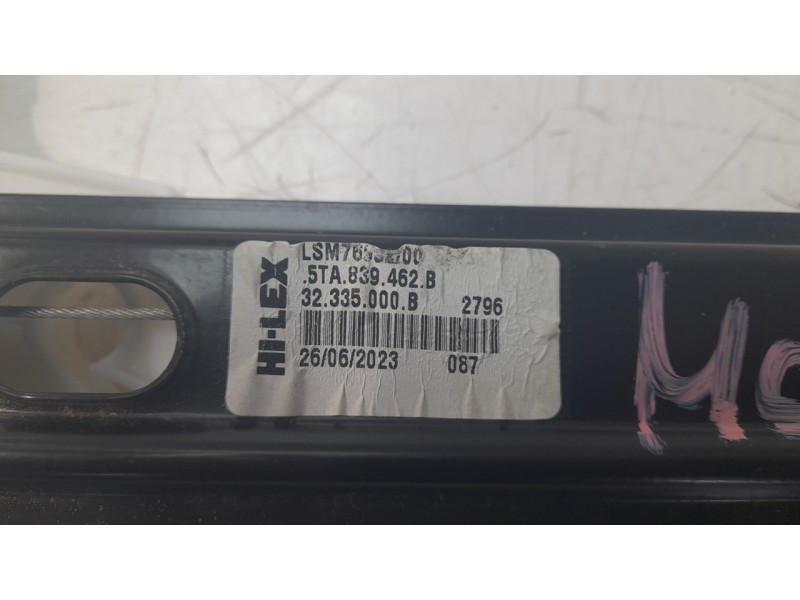 HI-LEX
.5TA.839.462.B
32.335.000.B 2796
26/06/2023 087